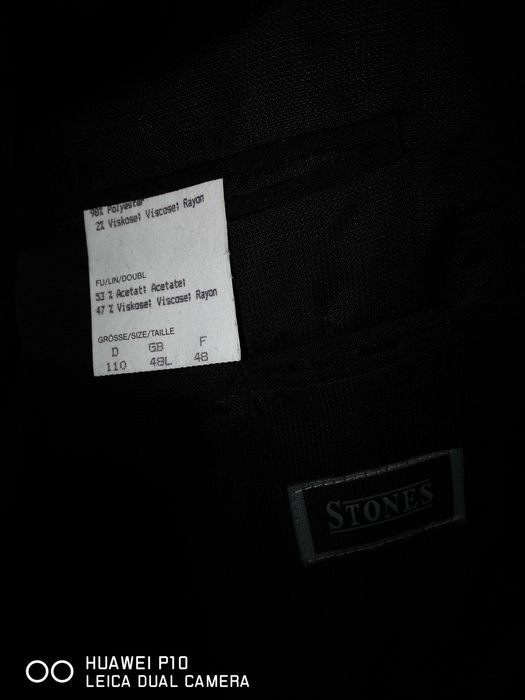 98% Polyester
2% Viskose; Viscose; Rayon
FU/LIN/DOUBL
53 % Acetat; Acetate;
47 % Viskose; Viscose; Rayon
GRÖSSE/SIZE/TAILLE
D GB F
110 48L 48
STONES
HUAWEI P10
LEICA DUAL CAMERA